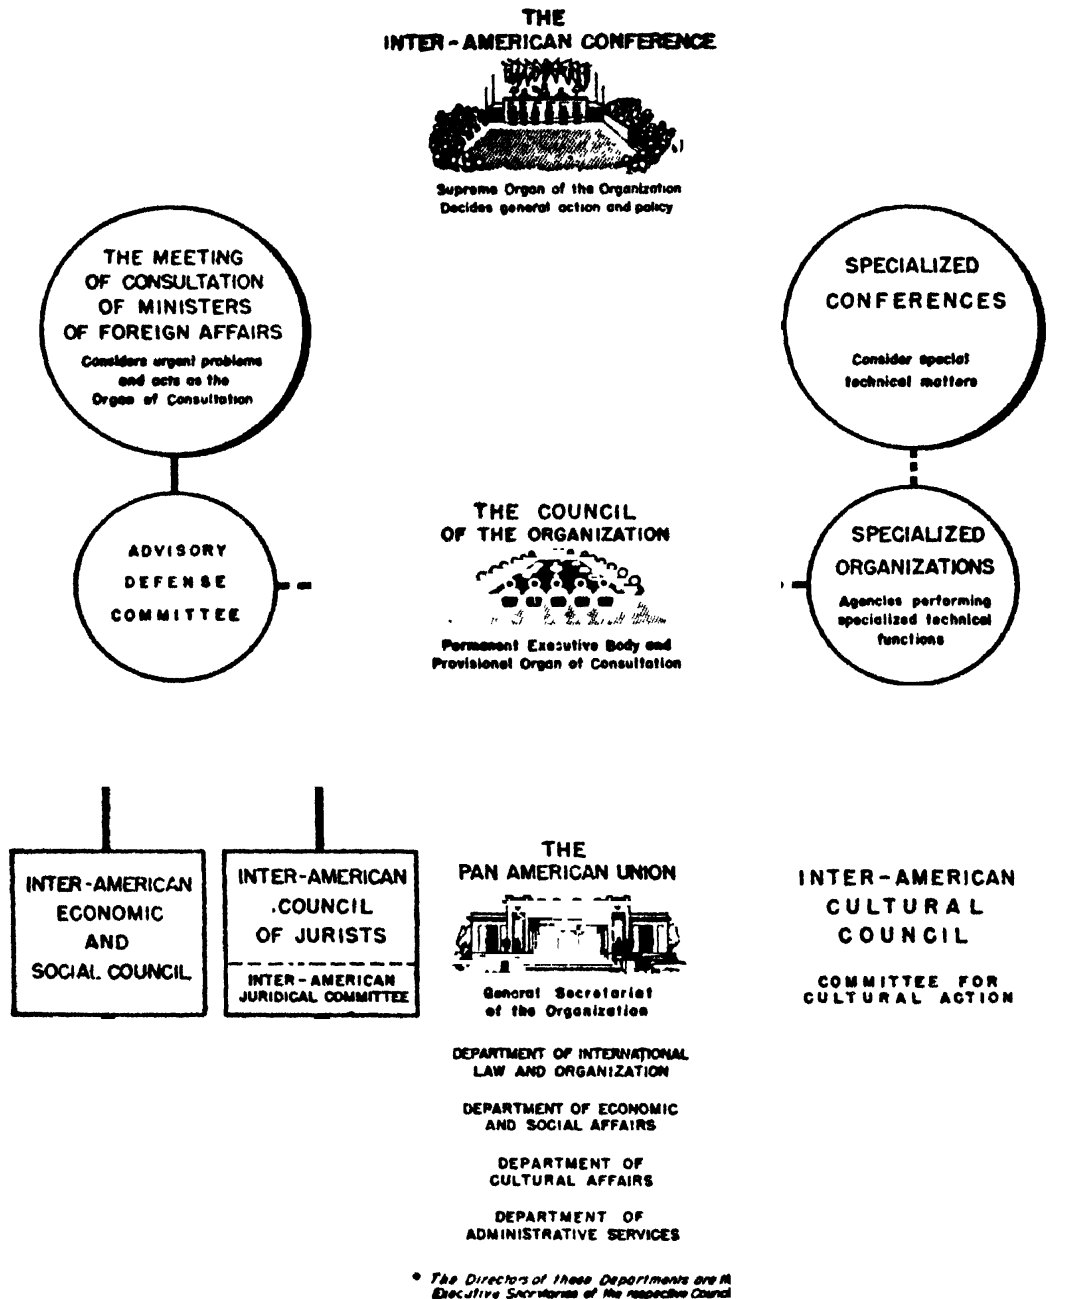 THE
INTER-AMERICAN CONFERENCE
Supreme Organ of the Organization
Decides general action and policy
THE MEETING
OF CONSULTATION
OF MINISTERS
OF FOREIGN AFFAIRS
Considers urgent problems
and acts as the
Organ of Consultation
SPECIALIZED
CONFERENCES
Consider special
technical matters
ADVISORY
DEFENSE
COMMITTEE
THE COUNCIL
OF THE ORGANIZATION
Permanent Executive Body and
Provisional Organ of Consultation
SPECIALIZED
ORGANIZATIONS
Agencies performing
specialized technical
functions
INTER-AMERICAN
ECONOMIC
AND
SOCIAL COUNCIL
INTER-AMERICAN
COUNCIL
OF JURISTS
INTER-AMERICAN
JURIDICAL COMMITTEE
THE
PAN AMERICAN UNION
General Secretariat
of the Organization
DEPARTMENT OF INTERNATIONAL
LAW AND ORGANIZATION
DEPARTMENT OF ECONOMIC
AND SOCIAL AFFAIRS
DEPARTMENT OF
CULTURAL AFFAIRS
DEPARTMENT OF
ADMINISTRATIVE SERVICES
INTER-AMERICAN
CULTURAL
COUNCIL
COMMITTEE FOR
CULTURAL ACTION
* The Directors of these Departments are
Executive Secretaries of the respective Council